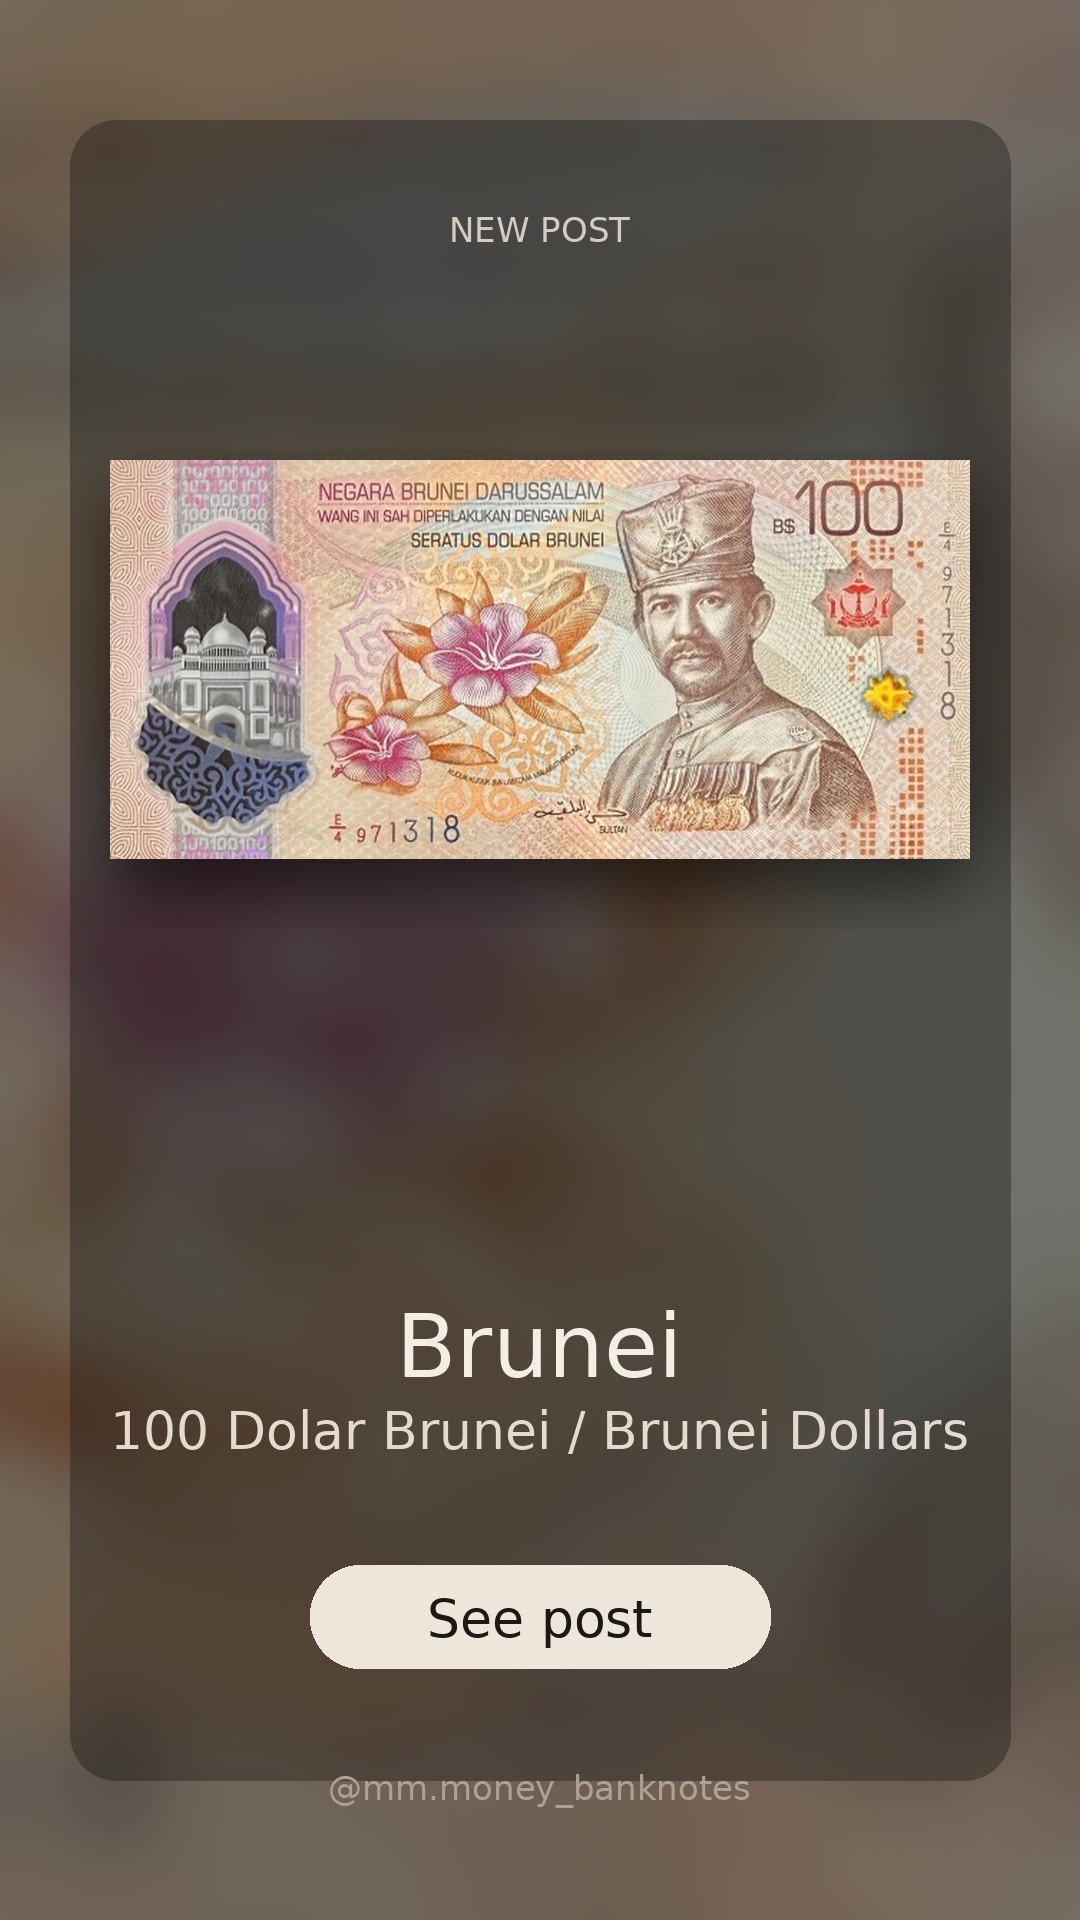 NEW POST
NEGARA BRUNEI DARUSSALAM
WANG INI SAH DIPERLAKUKAN DENGAN NILAI
SERATUS DOLAR BRUNEI
B$100
E/4 971318
E/4 971318
SULTAN
Brunei
100 Dolar Brunei / Brunei Dollars
See post
@mm.money_banknotes